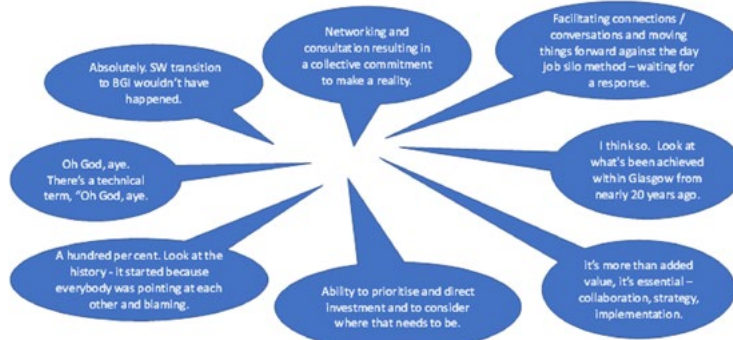 Networking and
consultation resulting in
a collective commitment
to make a reality.
Facilitating connections /
conversations and moving
things forward against the day
job silo method – waiting for
a response.
Absolutely. SW transition
to BGI wouldn't have
happened.
Oh God, aye.
There's a technical
term, "Oh God, aye.
I think so. Look at
what's been achieved
within Glasgow from
nearly 20 years ago.
A hundred per cent. Look at the
history - it started because
everybody was pointing at each
other and blaming.
Ability to prioritise and direct
investment and to consider
where that needs to be.
it's more than added
value, it's essential –
collaboration, strategy,
implementation.